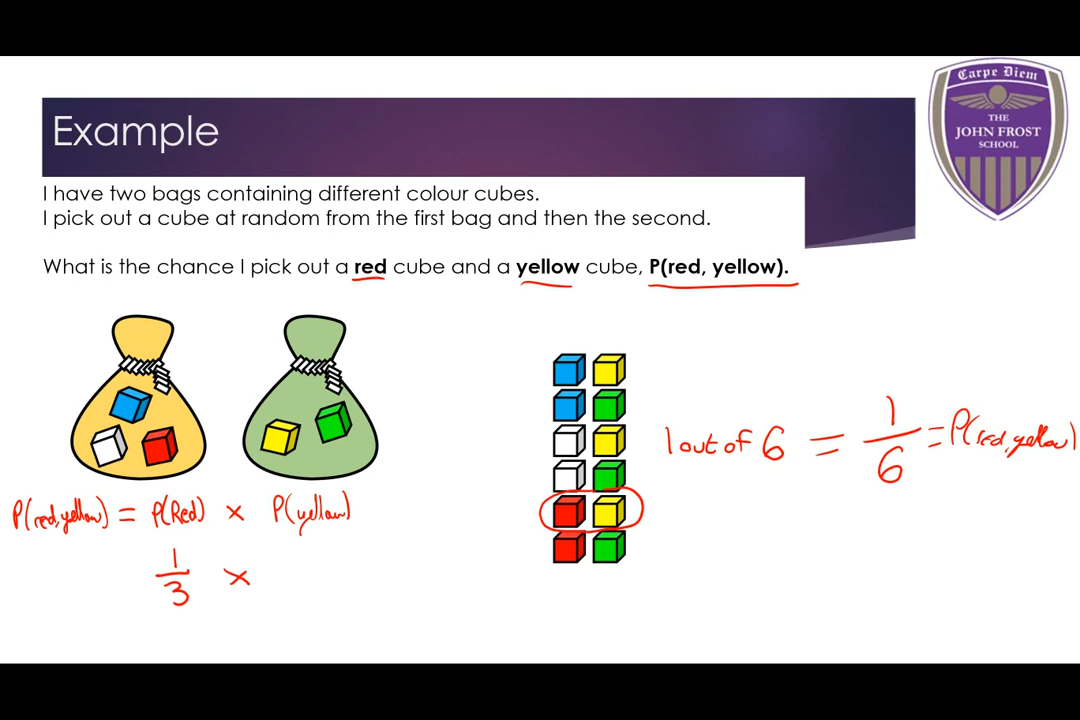 Carpe Diem
THE
JOHN FROST
SCHOOL
Example
I have two bags containing different colour cubes.
I pick out a cube at random from the first bag and then the second.
What is the chance I pick out a red cube and a yellow cube, P(red, yellow).
1 out of 6 = 1/6 = P(red, yellow)
P(red, yellow) = P(Red) × P(yellow)
1/3 ×